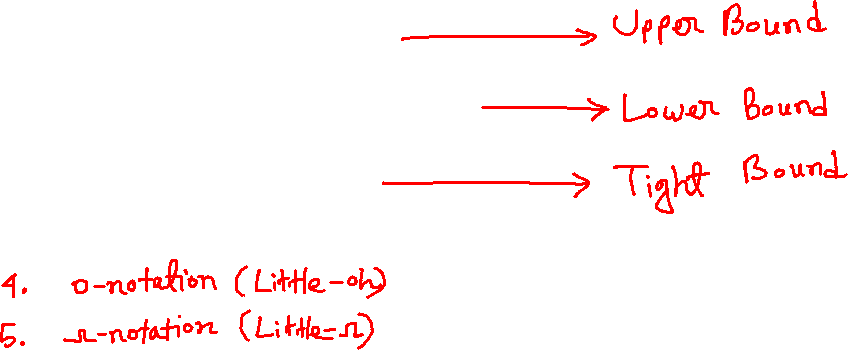 → Upper Bound
→ Lower Bound
→ Tight Bound
4. o-notation (Little-oh)
5. Ω-notation (Little-Ω)